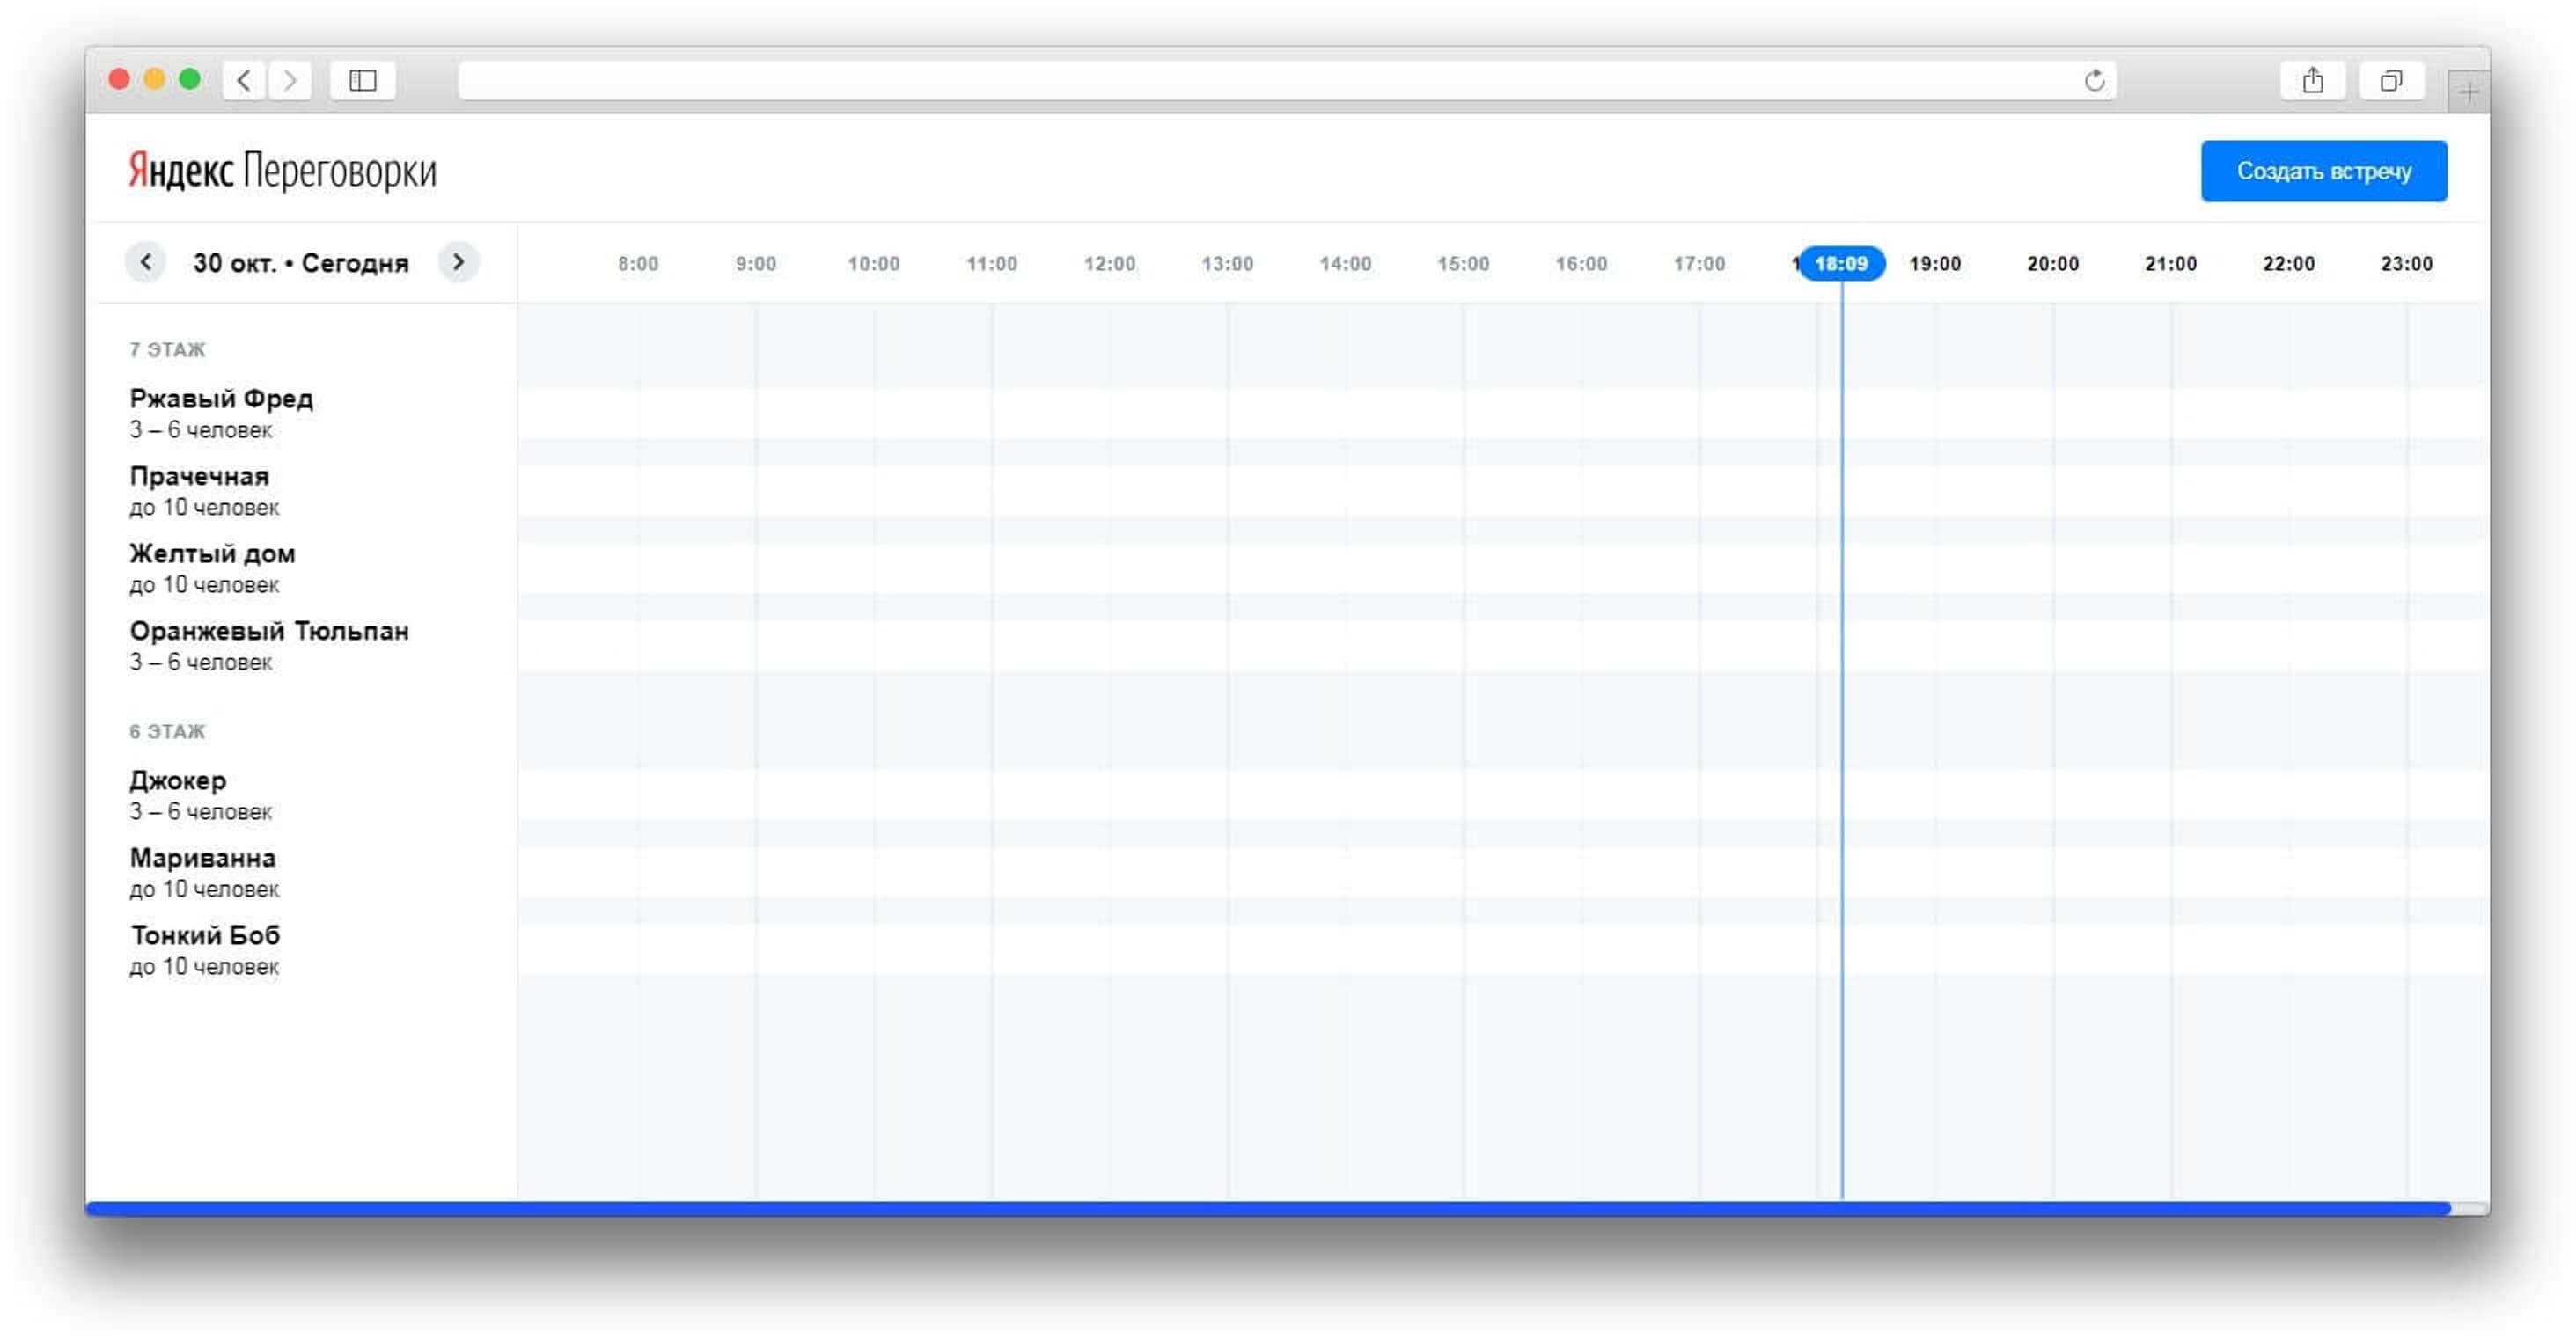 Яндекс Переговорки
Создать встречу
30 окт. • Сегодня
8:00 9:00 10:00 11:00 12:00 13:00 14:00 15:00 16:00 17:00 18:09 19:00 20:00 21:00 22:00 23:00
7 ЭТАЖ
Ржавый Фред
3 – 6 человек
Прачечная
до 10 человек
Желтый дом
до 10 человек
Оранжевый Тюльпан
3 – 6 человек
6 ЭТАЖ
Джокер
3 – 6 человек
Мариванна
до 10 человек
Тонкий Боб
до 10 человек